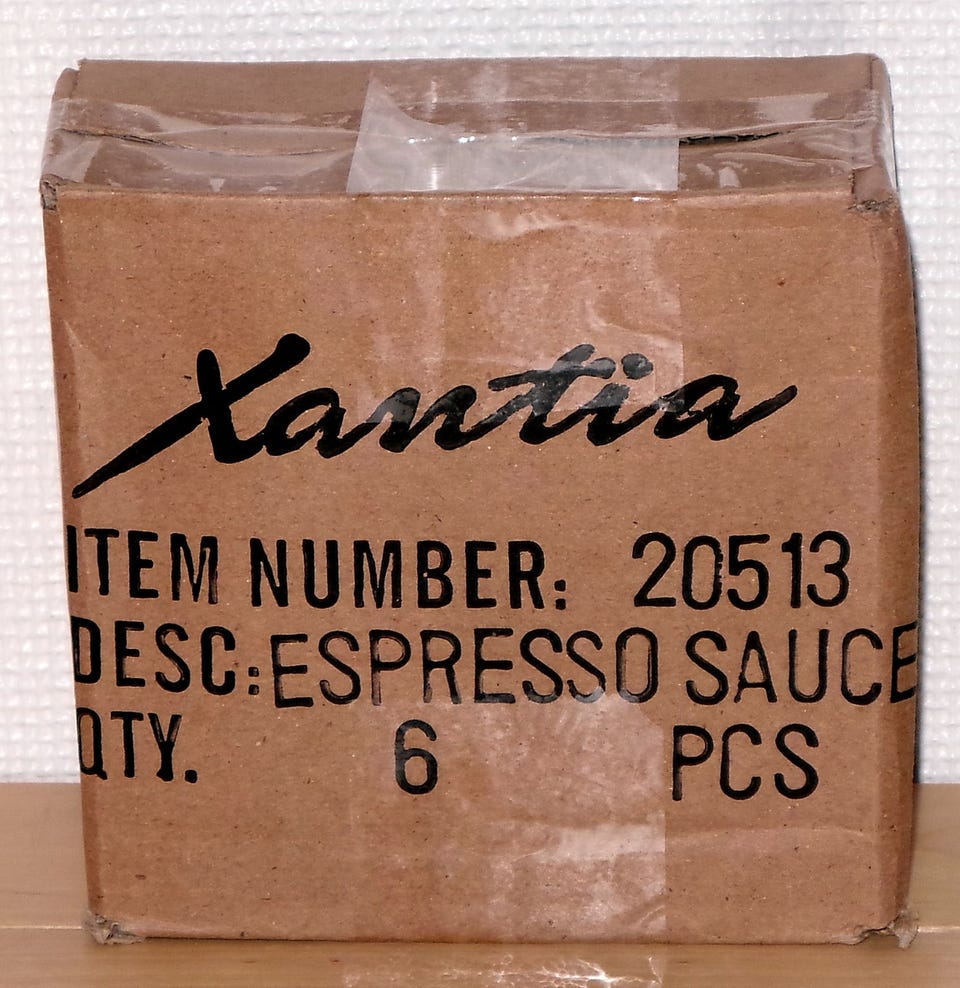 Xantia
ITEM NUMBER: 20513
DESC: ESPRESSO SAUCE
QTY. 6 PCS